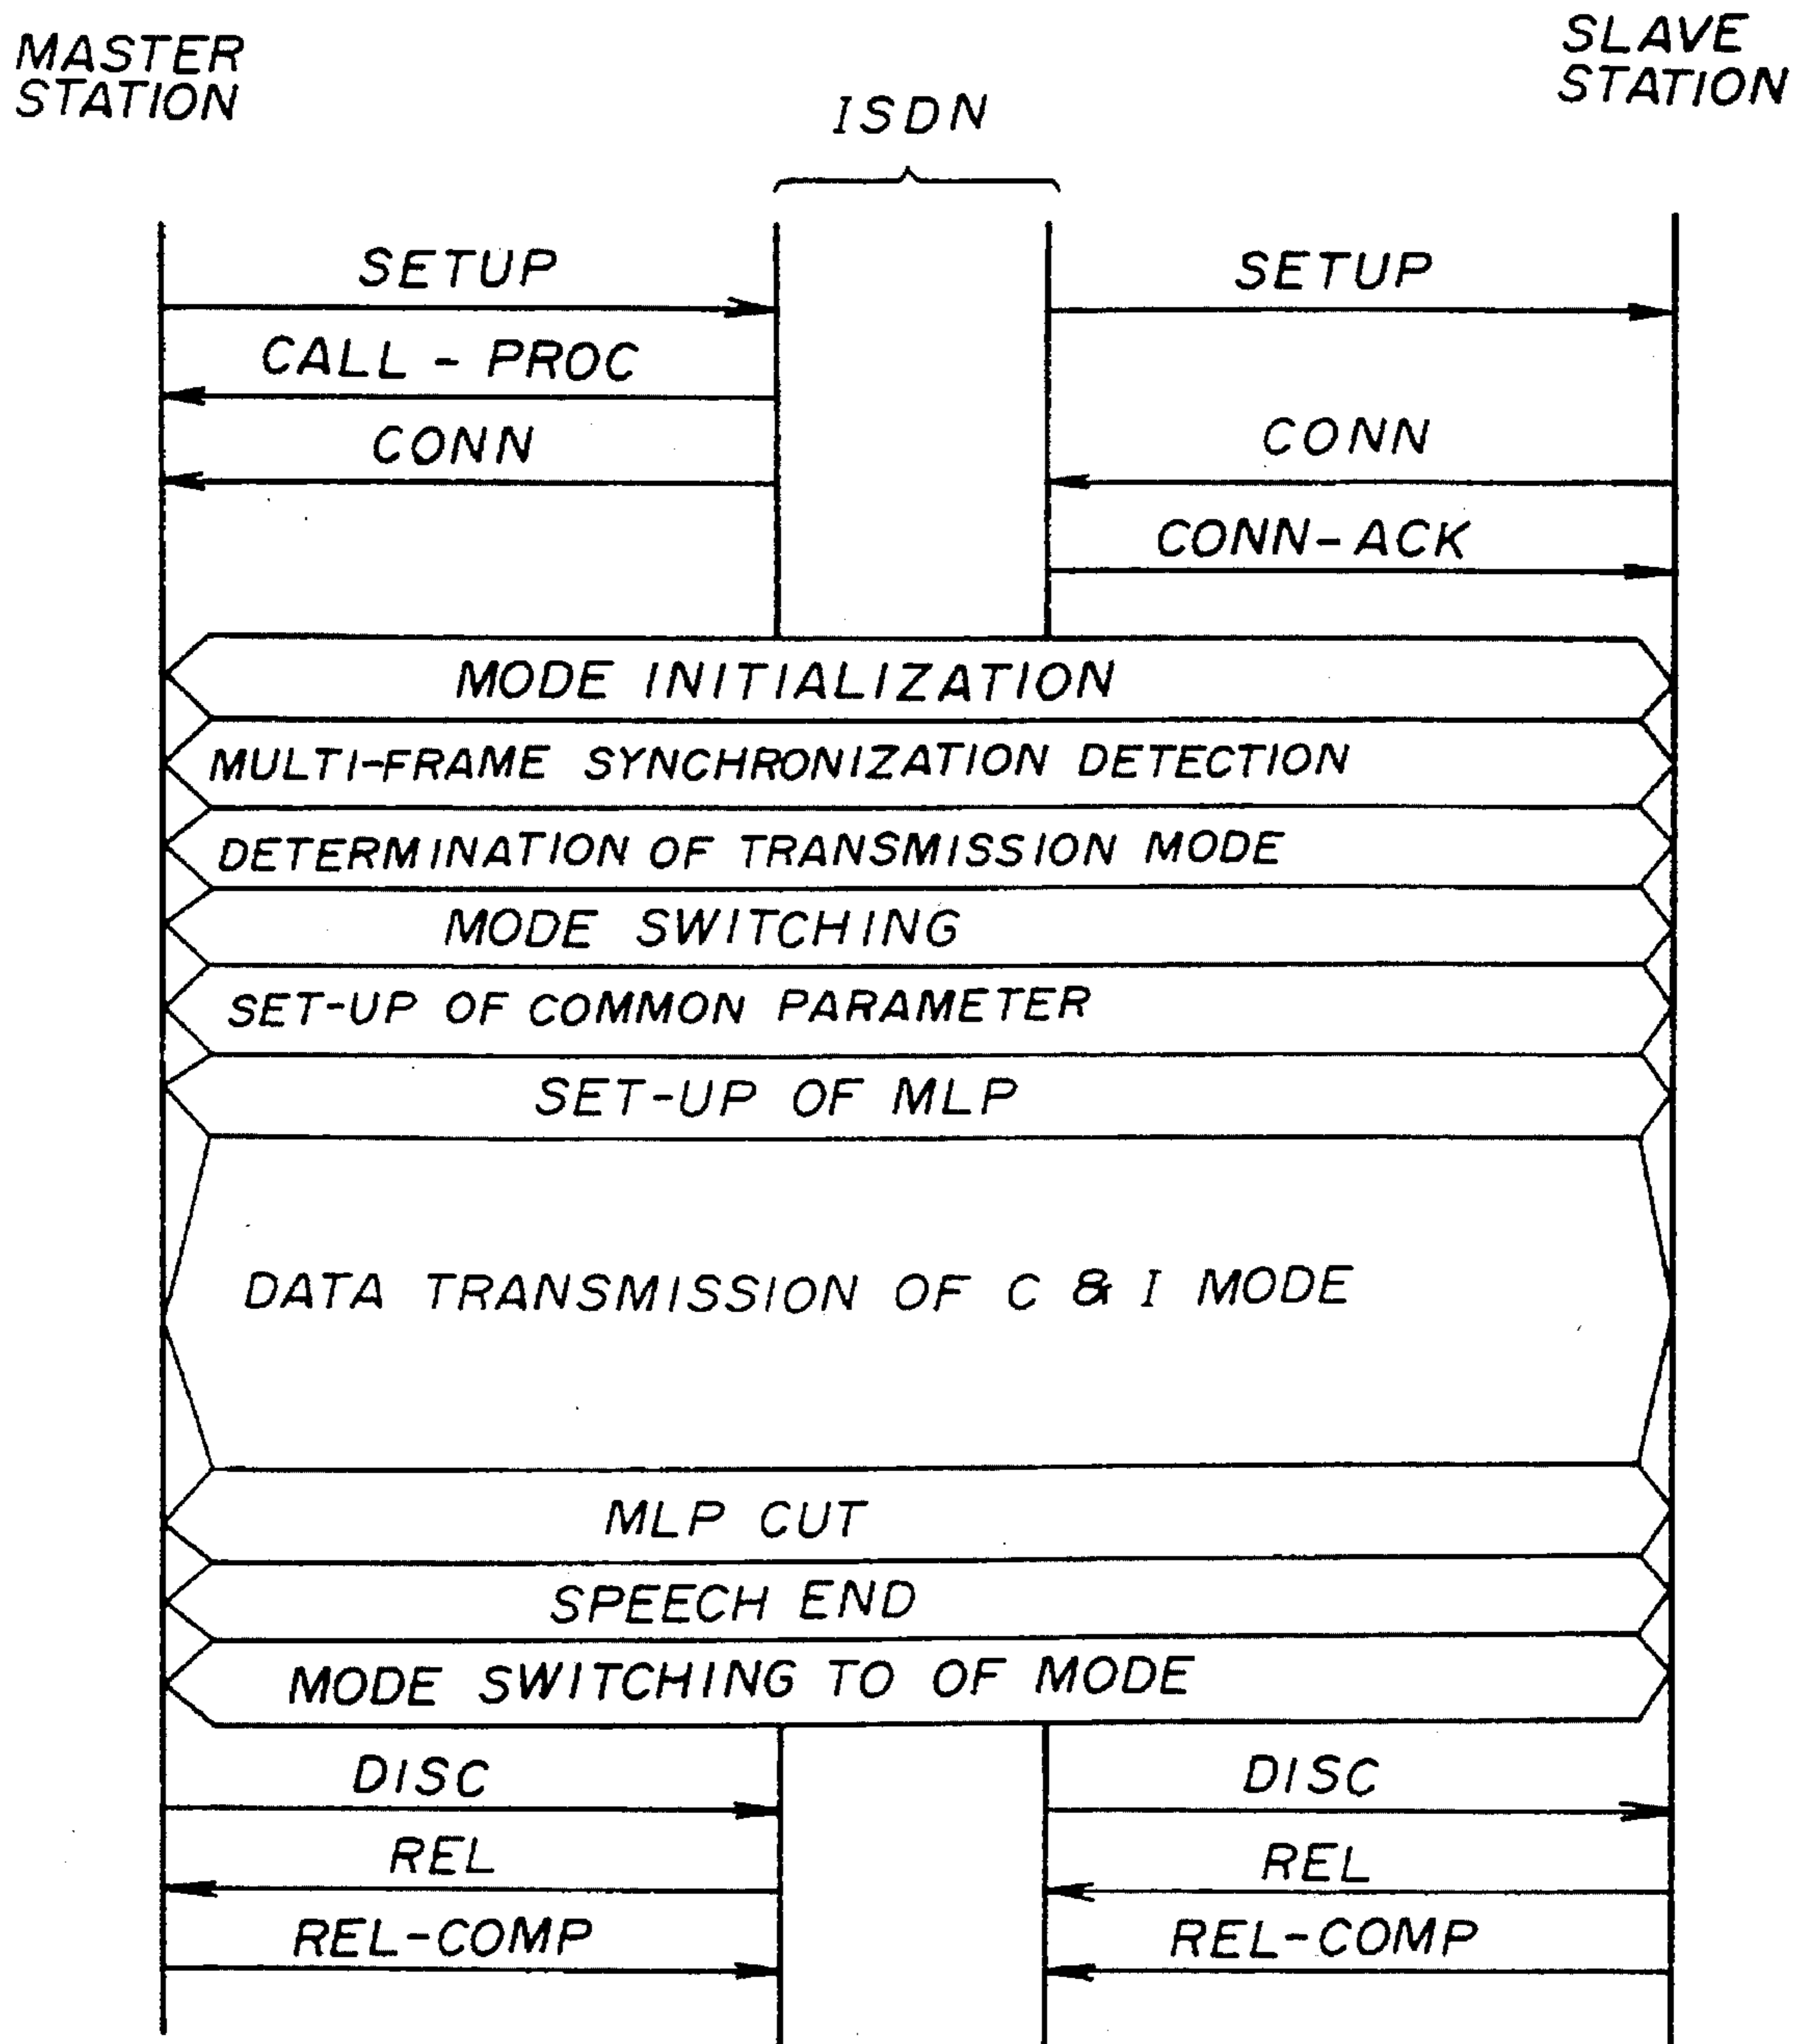 MASTER
STATION
SLAVE
STATION
ISDN
SETUP
SETUP
CALL - PROC
CONN
CONN
CONN-ACK
MODE INITIALIZATION
MULTI-FRAME SYNCHRONIZATION DETECTION
DETERMINATION OF TRANSMISSION MODE
MODE SWITCHING
SET-UP OF COMMON PARAMETER
SET-UP OF MLP
DATA TRANSMISSION OF C & I MODE
MLP CUT
SPEECH END
MODE SWITCHING TO OF MODE
DISC
DISC
REL
REL
REL-COMP
REL-COMP